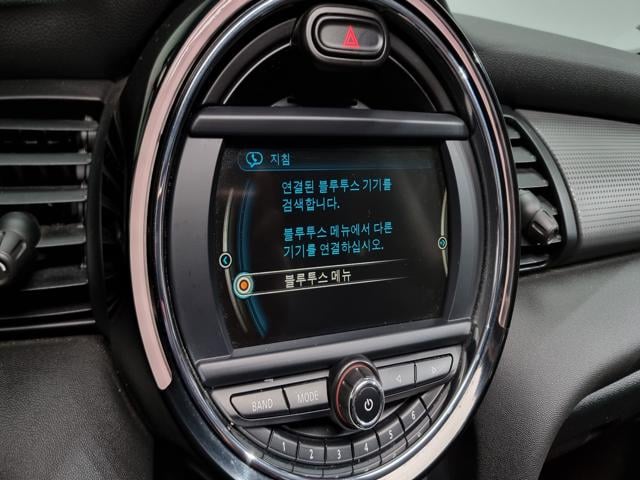 지침
연결된 블루투스 기기를
검색합니다.
블루투스 메뉴에서 다른
기기를 연결하십시오.
블루투스 메뉴
BAND
MODE
1
2
3
4
5
6